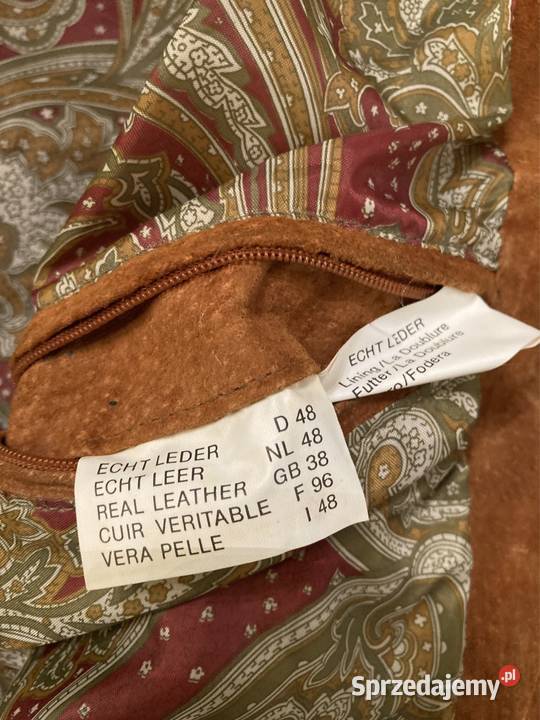 ECHT LEDER
Lining/La Doublure
Futter/La Doublure
/Fodera
ECHT LEDER D 48
ECHT LEER NL 48
REAL LEATHER GB 38
CUIR VERITABLE F 96
VERA PELLE I 48
Sprzedajemy.pl